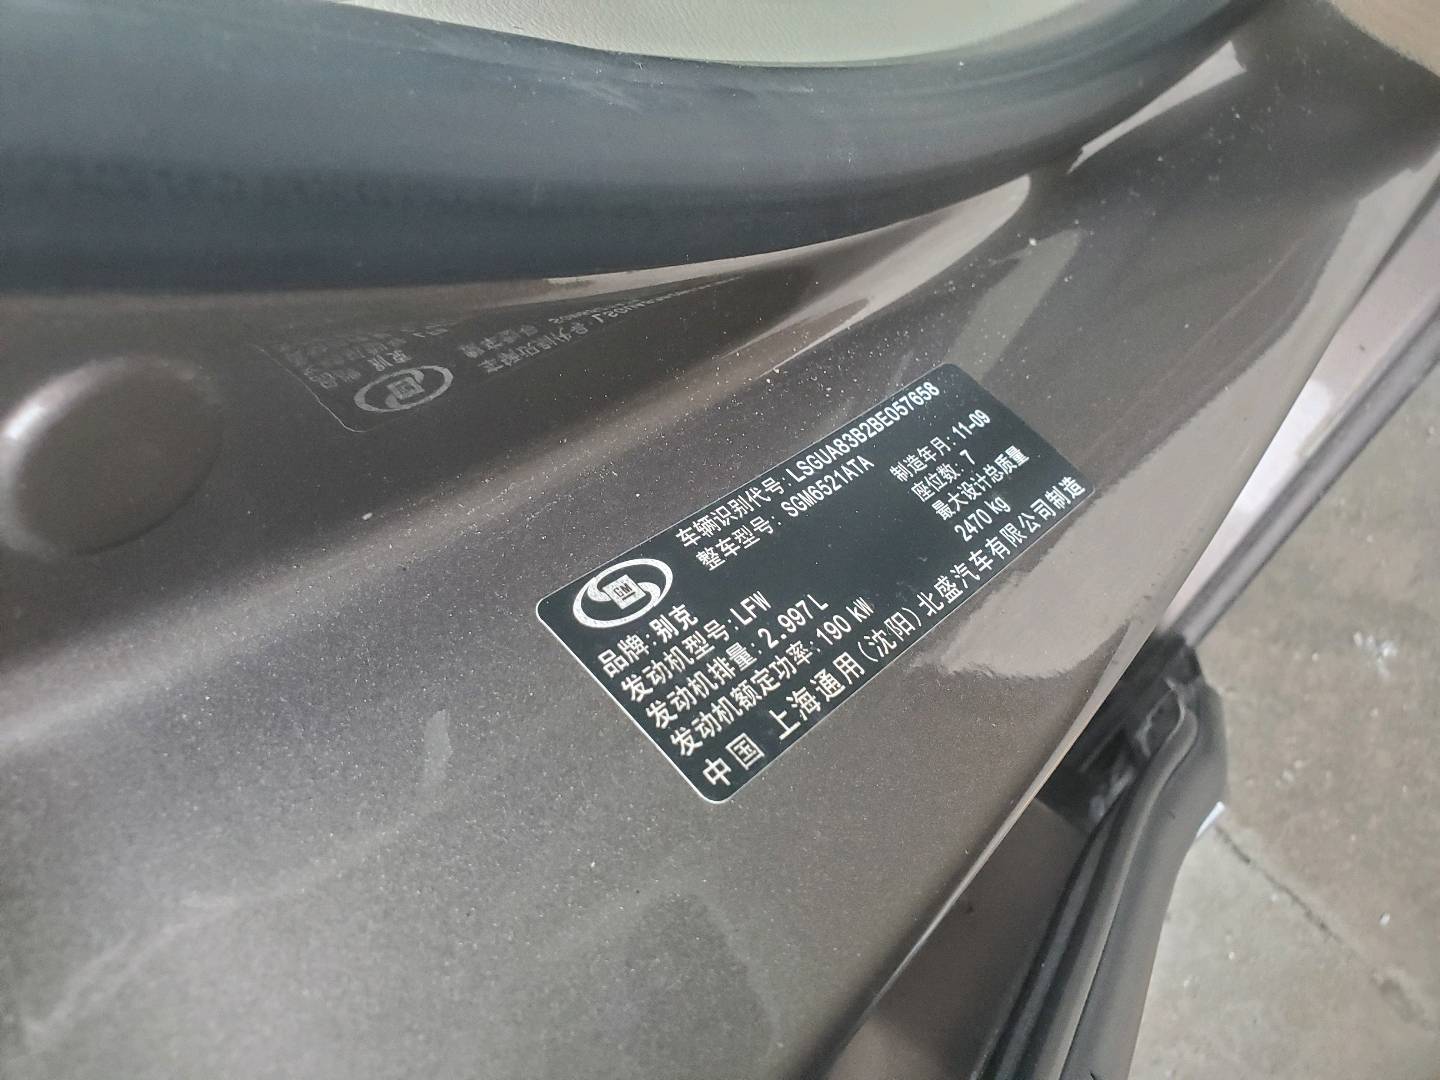 GM
车辆识别代号: LSGUA83B2BE057658
整车型号: SGM6521ATA
品牌: 别克
制造年月: 11-09
发动机型号: LFW
座位数: 7
发动机排量: 2.997L
最大设计总质量
发动机额定功率: 190 kW
2470 kg
中国 上海通用(沈阳)北盛汽车有限公司制造